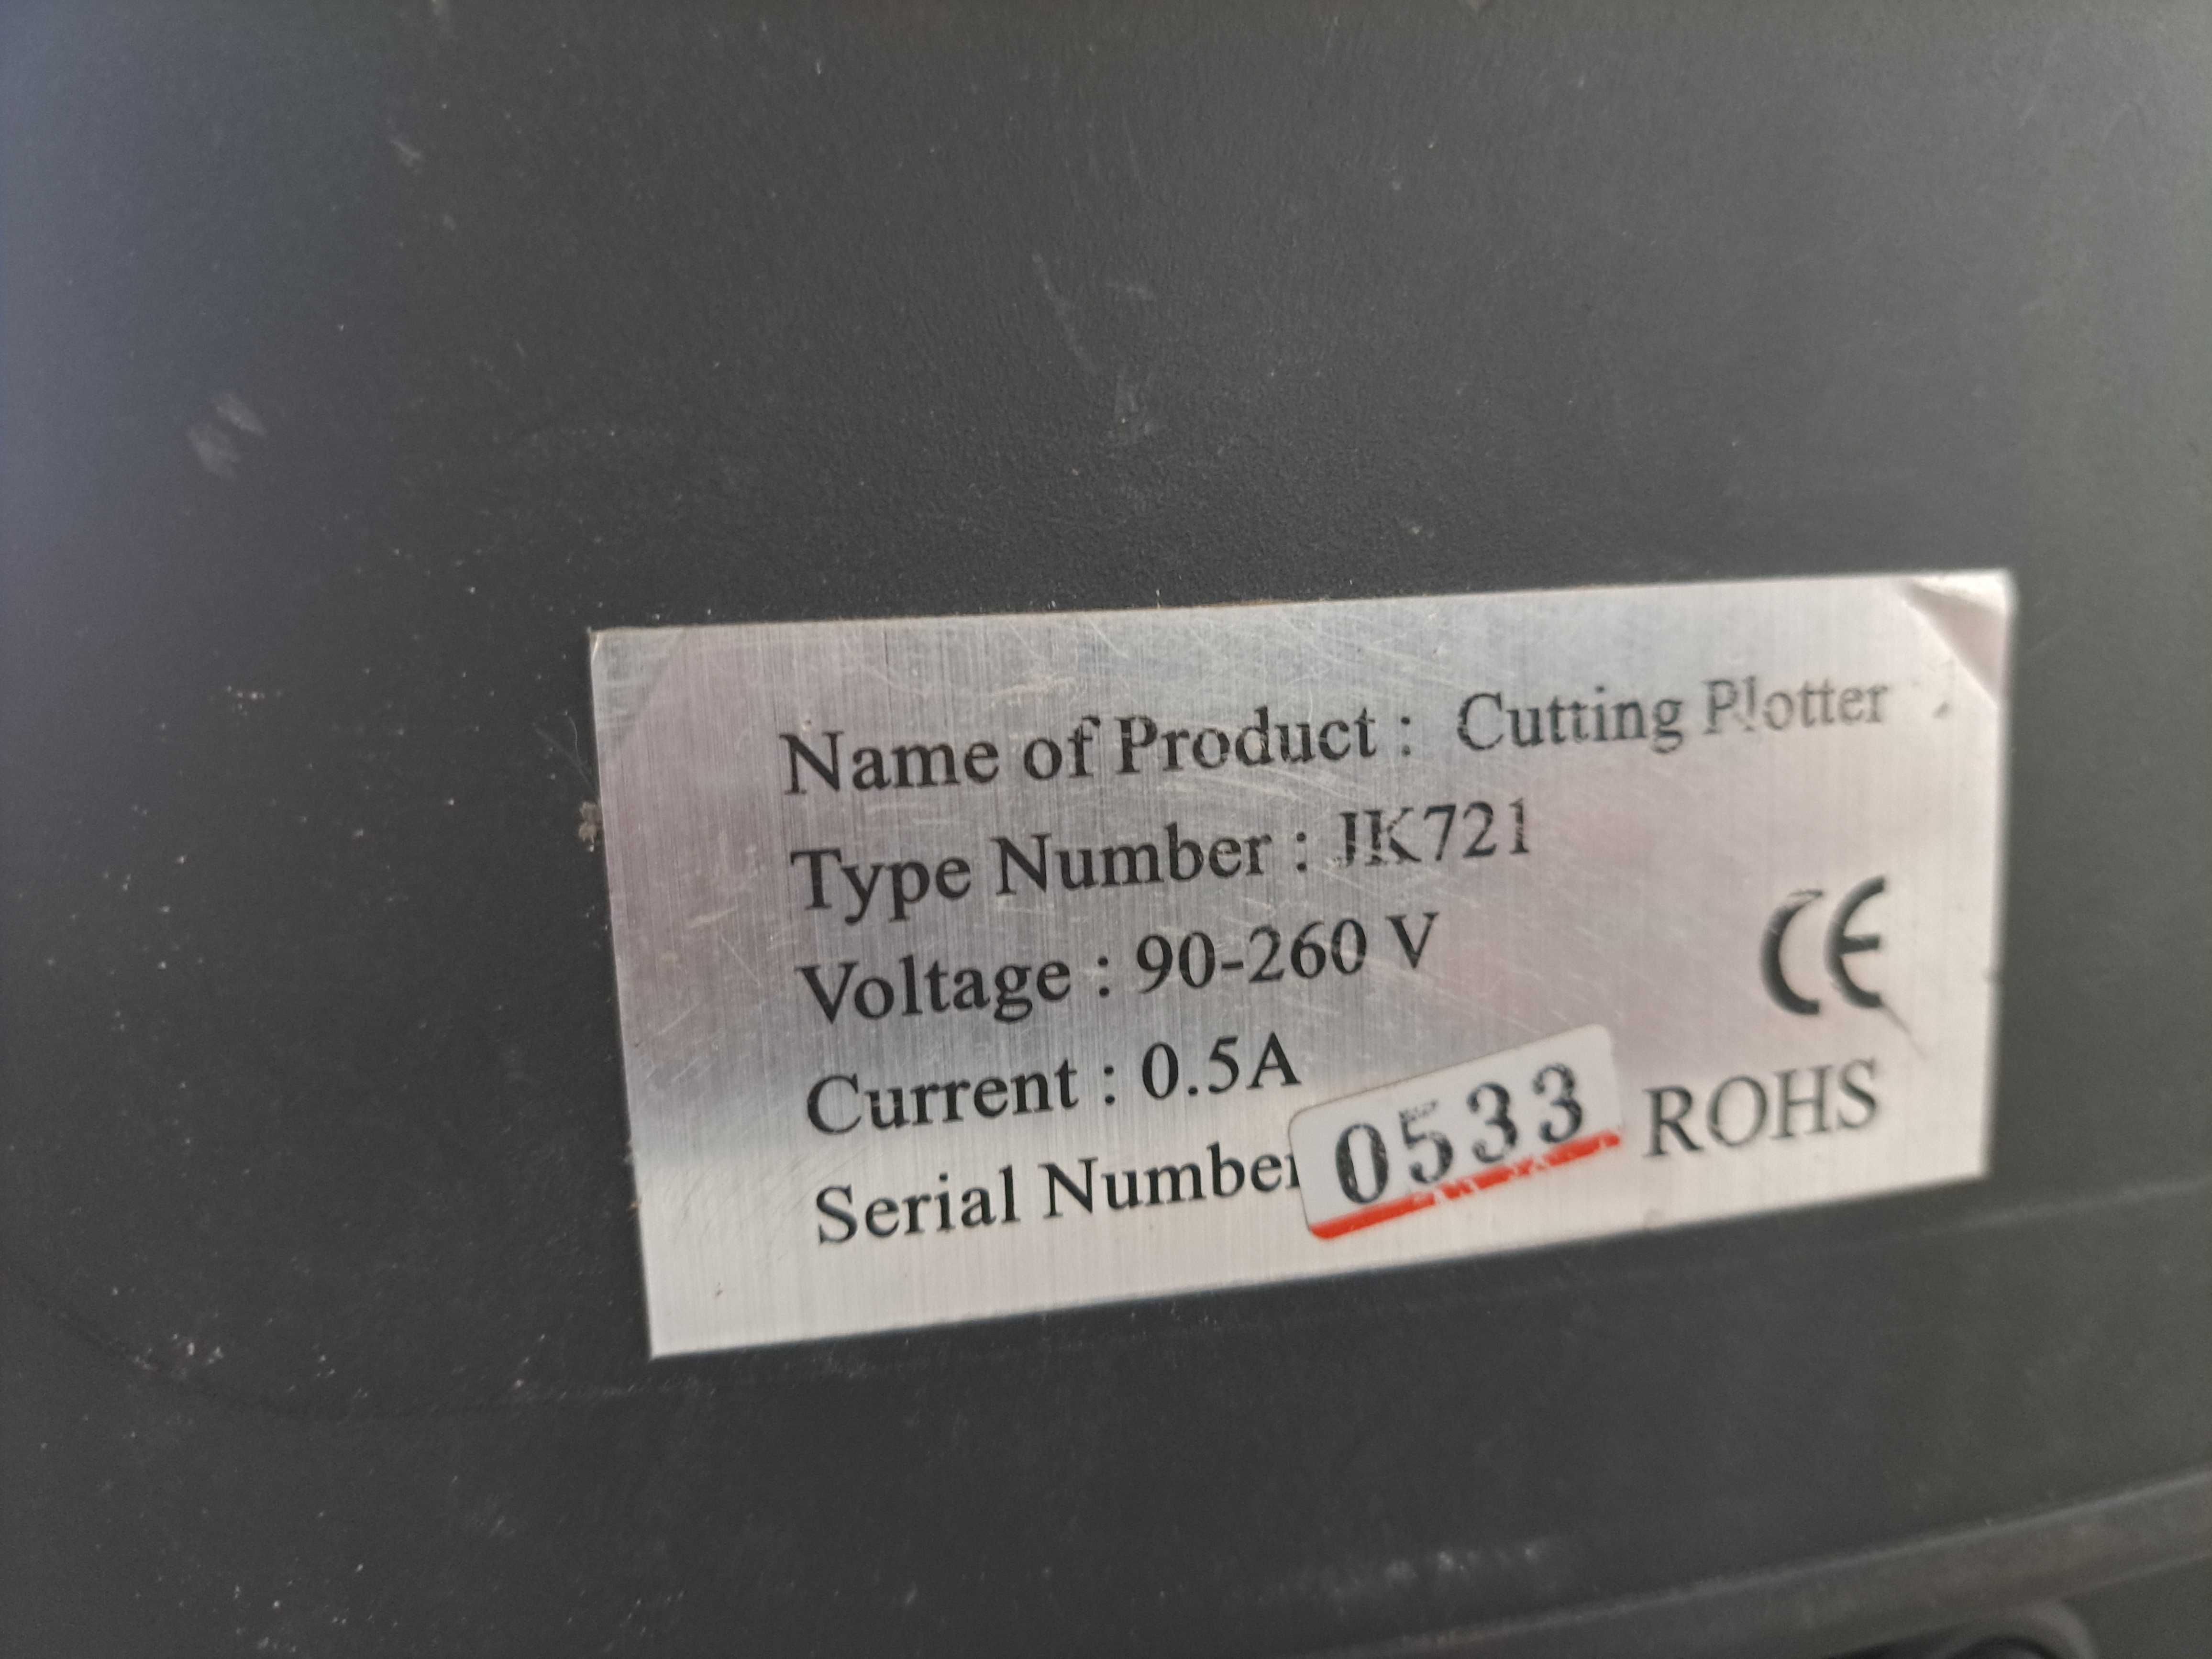 Name of Product : Cutting Plotter
Type Number : JK721
Voltage : 90-260 V
CE
Current : 0.5A
Serial Number 0533 ROHS